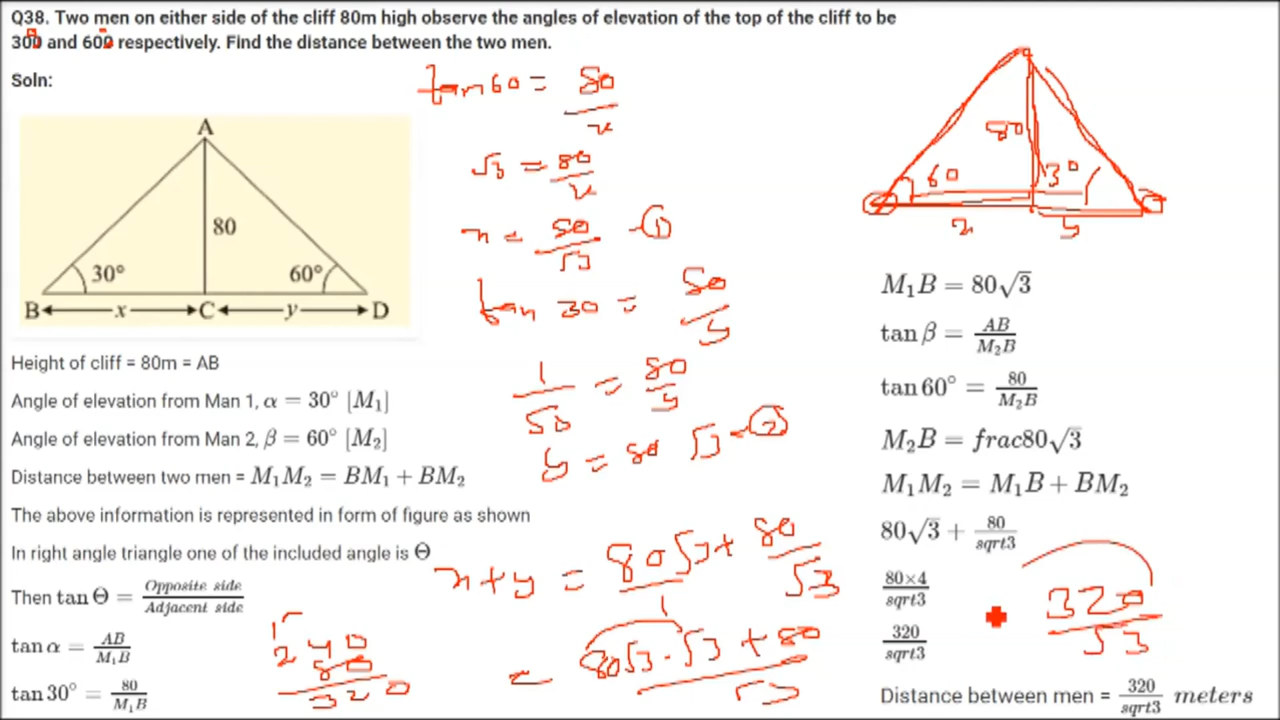 Q38. Two men on either side of the cliff 80m high observe the angles of elevation of the top of the cliff to be
300 and 600 respectively. Find the distance between the two men.
Soln:
A
80
30°
60°
B
x
C
y
D
Height of cliff = 80m = AB
Angle of elevation from Man 1, α = 30° [M₁]
Angle of elevation from Man 2, β = 60° [M₂]
Distance between two men = M₁M₂ = BM₁ + BM₂
The above information is represented in form of figure as shown
In right angle triangle one of the included angle is Θ
Then tan Θ = Opposite side / Adjacent side
tan α = AB / M₁B
tan 30° = 80 / M₁B
tan 60 = 80 / x
√3 = 80 / x
x = 80 / √3 - ①
tan 30 = 80 / y
1 / √0 = 80 / y
y = 80 √3 - ②
x + y = 80√3 / 1 + 80 / √3
= 80√3 · √3 + 80 / √3
1
240
80
320
80
60
30
x
y
M₁B = 80√3
tan β = AB / M₂B
tan 60° = 80 / M₂B
M₂B = frac80√3
M₁M₂ = M₁B + BM₂
80√3 + 80 / sqrt3
80×4 / sqrt3
320 / sqrt3
320 / √3
Distance between men = 320 / sqrt3 meters